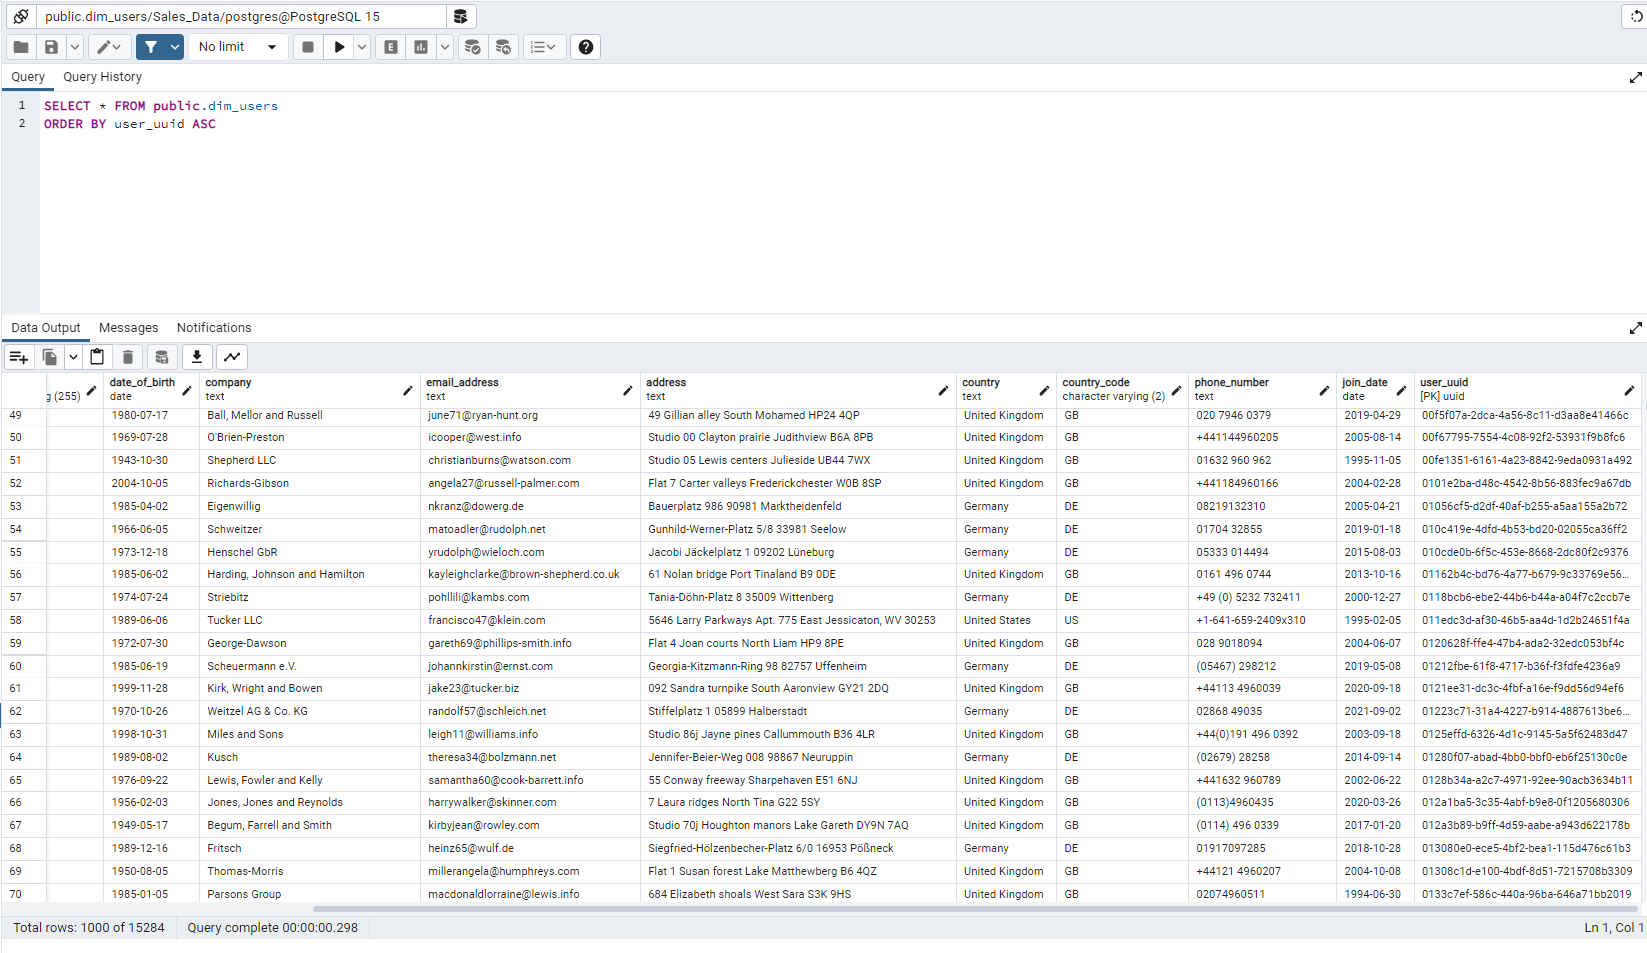 public.dim_users/Sales_Data/postgres@PostgreSQL 15
No limit
E
Query Query History
1 SELECT * FROM public.dim_users
2 ORDER BY user_uuid ASC
Data Output Messages Notifications
date_of_birth company email_address address country country_code phone_number join_date user_uuid
g (255) date text text text text character varying (2) text date [PK] uuid
49 1980-07-17 Ball, Mellor and Russell june71@ryan-hunt.org 49 Gillian alley South Mohamed HP24 4QP United Kingdom GB 020 7946 0379 2019-04-29 00f5f07a-2dca-4a56-8c11-d3aa8e41466c
50 1969-07-28 O'Brien-Preston icooper@west.info Studio 00 Clayton prairie Judithview B6A 8PB United Kingdom GB +441144960205 2005-08-14 00f67795-7554-4c08-92f2-53931f9b8fc6
51 1943-10-30 Shepherd LLC christianburns@watson.com Studio 05 Lewis centers Julieside UB44 7WX United Kingdom GB 01632 960 962 1995-11-05 00fe1351-6161-4a23-8842-9eda0931a492
52 2004-10-05 Richards-Gibson angela27@russell-palmer.com Flat 7 Carter valleys Frederickchester W0B 8SP United Kingdom GB +441184960166 2004-02-28 0101e2ba-d48c-4542-8b56-883fec9a67db
53 1985-04-02 Eigenwillig nkranz@dowerg.de Bauerplatz 986 90981 Marktheidenfeld Germany DE 08219132310 2005-04-21 01056cf5-d2df-40af-b255-a5aa155a2b72
54 1966-06-05 Schweitzer matoadler@rudolph.net Gunhild-Werner-Platz 5/8 33981 Seelow Germany DE 01704 32855 2019-01-18 010c419e-4dfd-4b53-bd20-02055ca36ff2
55 1973-12-18 Henschel GbR yrudolph@wieloch.com Jacobi Jäckelplatz 1 09202 Lüneburg Germany DE 05333 014494 2015-08-03 010cde0b-6f5c-453e-8668-2dc80f2c9376
56 1985-06-02 Harding, Johnson and Hamilton kayleighclarke@brown-shepherd.co.uk 61 Nolan bridge Port Tinaland B9 0DE United Kingdom GB 0161 496 0744 2013-10-16 01162b4c-bd76-4a77-b679-9c33769e56…
57 1974-07-24 Striebitz pohllili@kambs.com Tania-Döhn-Platz 8 35009 Wittenberg Germany DE +49 (0) 5232 732411 2000-12-27 0118bcb6-ebe2-44b6-b44a-a04f7c2ccb7e
58 1989-06-06 Tucker LLC francisco47@klein.com 5646 Larry Parkways Apt. 775 East Jessicaton, WV 30253 United States US +1-641-659-2409x310 1995-02-05 011edc3d-af30-46b5-aa4d-1d2b24651f4a
59 1972-07-30 George-Dawson gareth69@phillips-smith.info Flat 4 Joan courts North Liam HP9 8PE United Kingdom GB 028 9018094 2004-06-07 0120628f-ffe4-47b4-ada2-32edc053bf4c
60 1985-06-19 Scheuermann e.V. johannkirstin@ernst.com Georgia-Kitzmann-Ring 98 82757 Uffenheim Germany DE (05467) 298212 2019-05-08 01212fbe-61f8-4717-b36f-f3fdfe4236a9
61 1999-11-28 Kirk, Wright and Bowen jake23@tucker.biz 092 Sandra turnpike South Aaronview GY21 2DQ United Kingdom GB +44113 4960039 2020-09-18 0121ee31-dc3c-4fbf-a16e-f9dd56d94ef6
62 1970-10-26 Weitzel AG & Co. KG randolf57@schleich.net Stiffelplatz 1 05899 Halberstadt Germany DE 02868 49035 2021-09-02 01223c71-31a4-4227-b914-4887613be6…
63 1998-10-31 Miles and Sons leigh11@williams.info Studio 86j Jayne pines Callummouth B36 4LR United Kingdom GB +44(0)191 496 0392 2003-09-18 0125effd-6326-4d1c-9145-5a5f62483d47
64 1989-08-02 Kusch theresa34@bolzmann.net Jennifer-Beier-Weg 008 98867 Neuruppin Germany DE (02679) 28258 2014-09-14 01280f07-abad-4bb0-bbf0-eb6f25130c0e
65 1976-09-22 Lewis, Fowler and Kelly samantha60@cook-barrett.info 55 Conway freeway Sharpehaven E51 6NJ United Kingdom GB +441632 960789 2002-06-22 0128b34a-a2c7-4971-92ee-90acb3634b11
66 1956-02-03 Jones, Jones and Reynolds harrywalker@skinner.com 7 Laura ridges North Tina G22 5SY United Kingdom GB (0113)4960435 2020-03-26 012a1ba5-3c35-4abf-b9e8-0f1205680306
67 1949-05-17 Begum, Farrell and Smith kirbyjean@rowley.com Studio 70j Houghton manors Lake Gareth DY9N 7AQ United Kingdom GB (0114) 496 0339 2017-01-20 012a3b89-b9ff-4d59-aabe-a943d622178b
68 1989-12-16 Fritsch heinz65@wulf.de Siegfried-Hölzenbecher-Platz 6/0 16953 Pößneck Germany DE 01917097285 2018-10-28 013080e0-ece5-4bf2-bea1-115d476c61b3
69 1950-08-05 Thomas-Morris millerangela@humphreys.com Flat 1 Susan forest Lake Matthewberg B6 4QZ United Kingdom GB +44121 4960207 2004-10-08 01308c1d-e100-4bdf-8d51-7215708b3309
70 1985-01-05 Parsons Group macdonaldlorraine@lewis.info 684 Elizabeth shoals West Sara S3K 9HS United Kingdom GB 02074960511 1994-06-30 0133c7ef-586c-440a-96ba-646a71bb2019
Total rows: 1000 of 15284 Query complete 00:00:00.298 Ln 1, Col 1